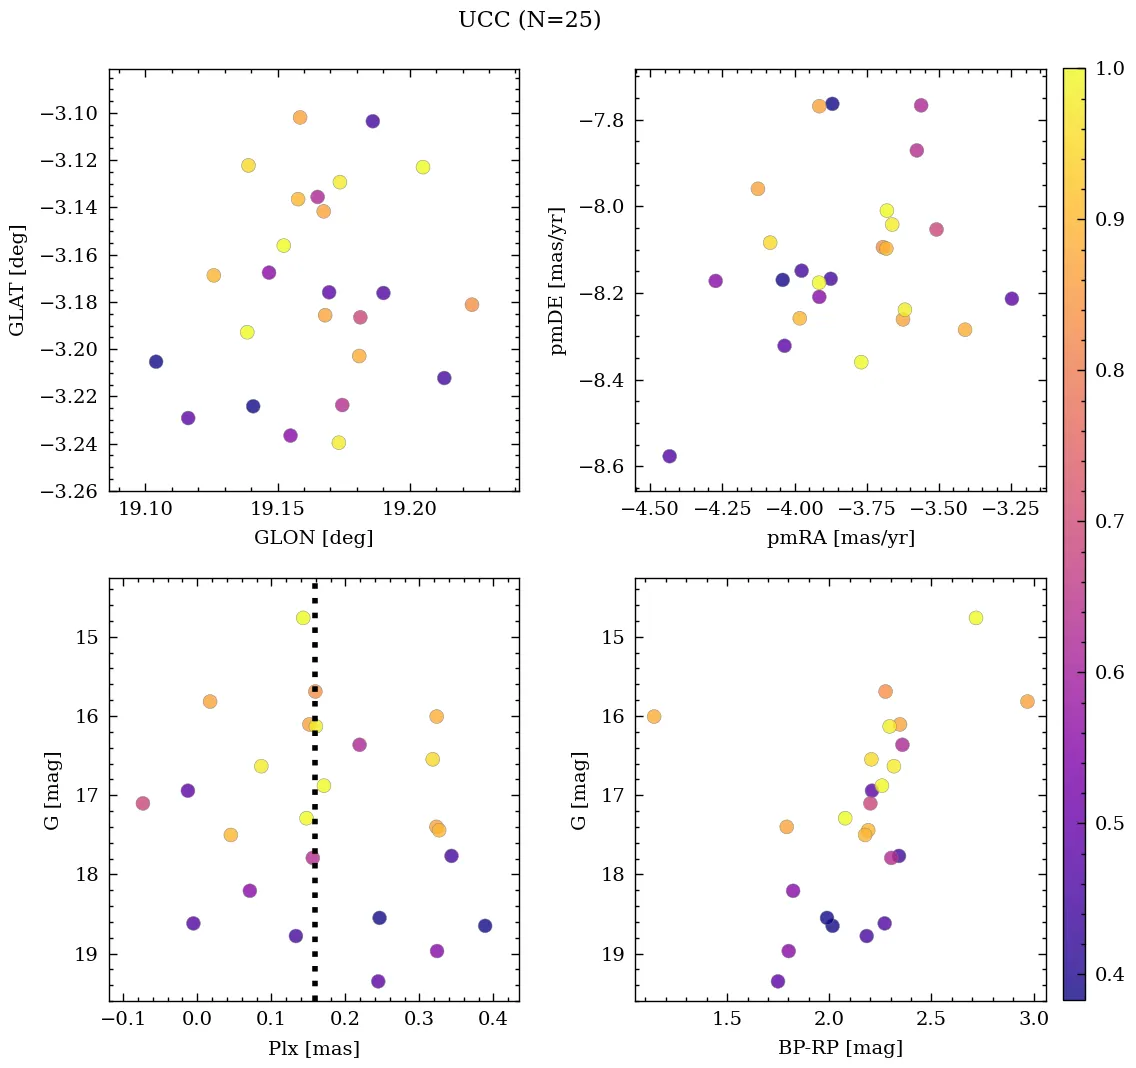 UCC (N=25)
−3.10
−3.12
−3.14
−3.16
−3.18
−3.20
−3.22
−3.24
−3.26
GLAT [deg]
19.10 19.15 19.20
GLON [deg]
−7.8
−8.0
−8.2
−8.4
−8.6
pmDE [mas/yr]
−4.50 −4.25 −4.00 −3.75 −3.50 −3.25
pmRA [mas/yr]
15
16
17
18
19
G [mag]
−0.1 0.0 0.1 0.2 0.3 0.4
Plx [mas]
15
16
17
18
19
G [mag]
1.5 2.0 2.5 3.0
BP-RP [mag]
1.0
0.9
0.8
0.7
0.6
0.5
0.4